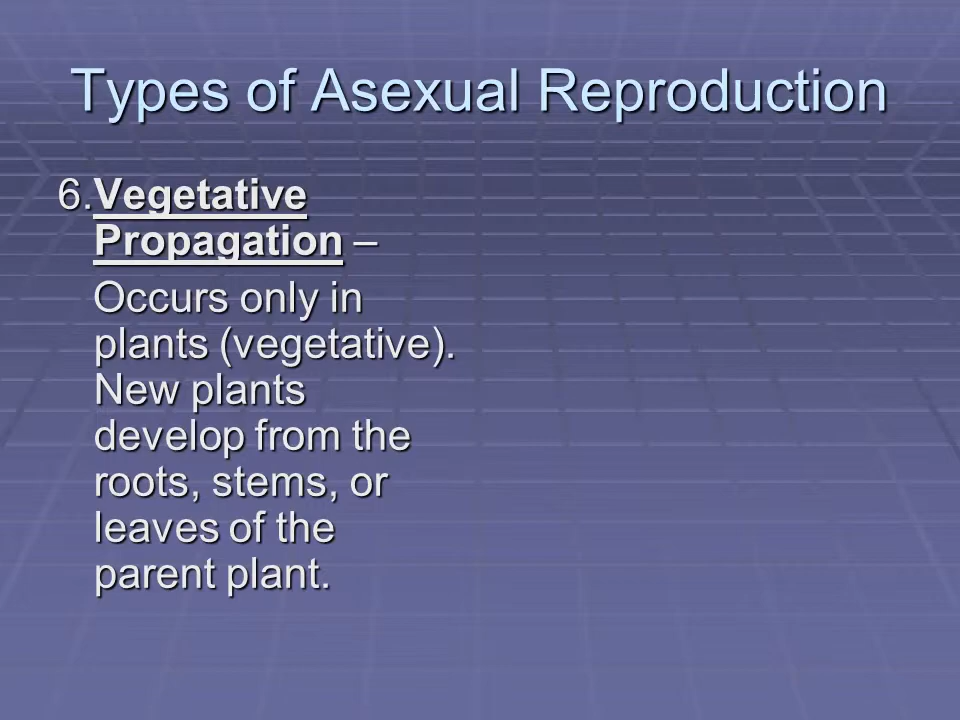 Types of Asexual Reproduction
6.Vegetative
Propagation –
Occurs only in
plants (vegetative).
New plants
develop from the
roots, stems, or
leaves of the
parent plant.